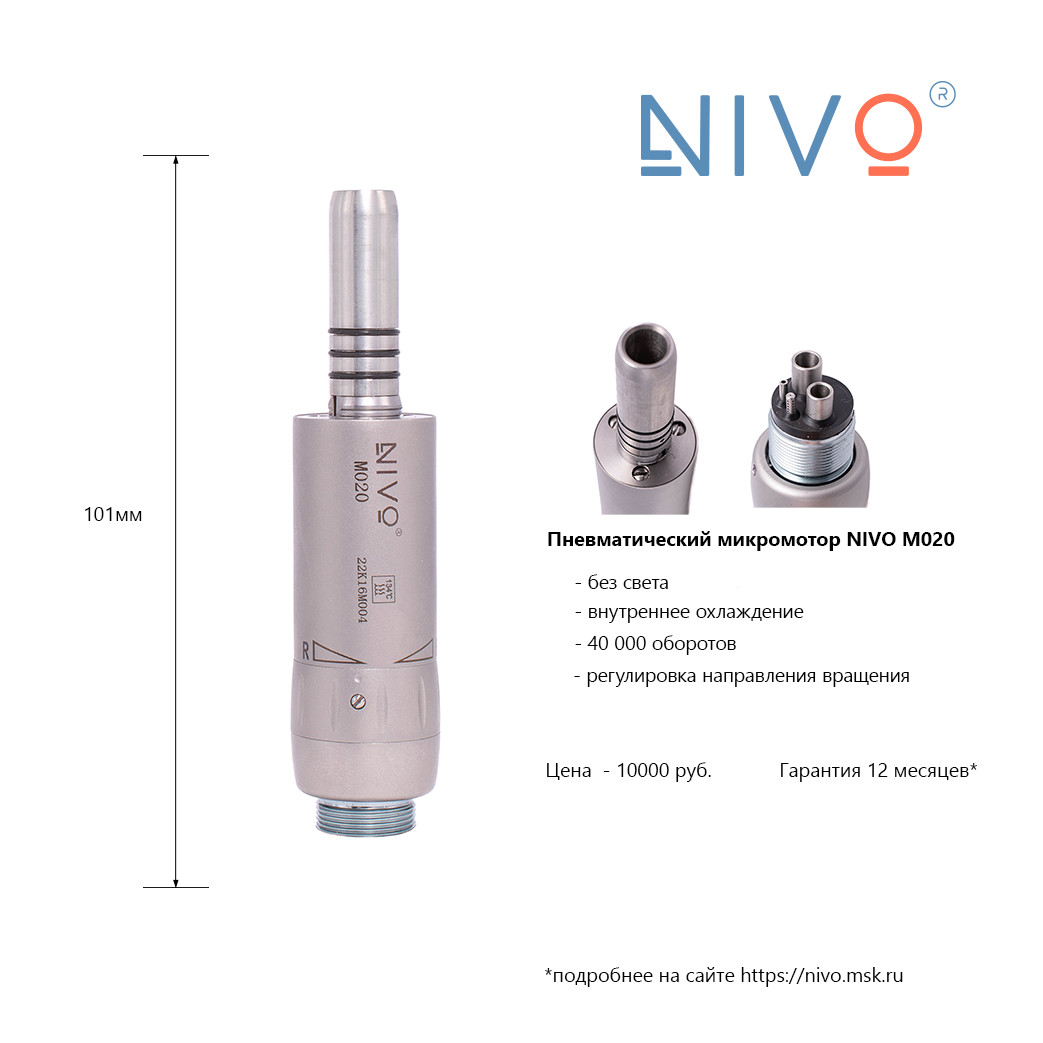 NIVO ®
101мм
NIVO ®
M020
134°C
22K16M004
R
Пневматический микромотор NIVO M020
- без света
- внутреннее охлаждение
- 40 000 оборотов
- регулировка направления вращения
Цена - 10000 руб. Гарантия 12 месяцев*
*подробнее на сайте https://nivo.msk.ru